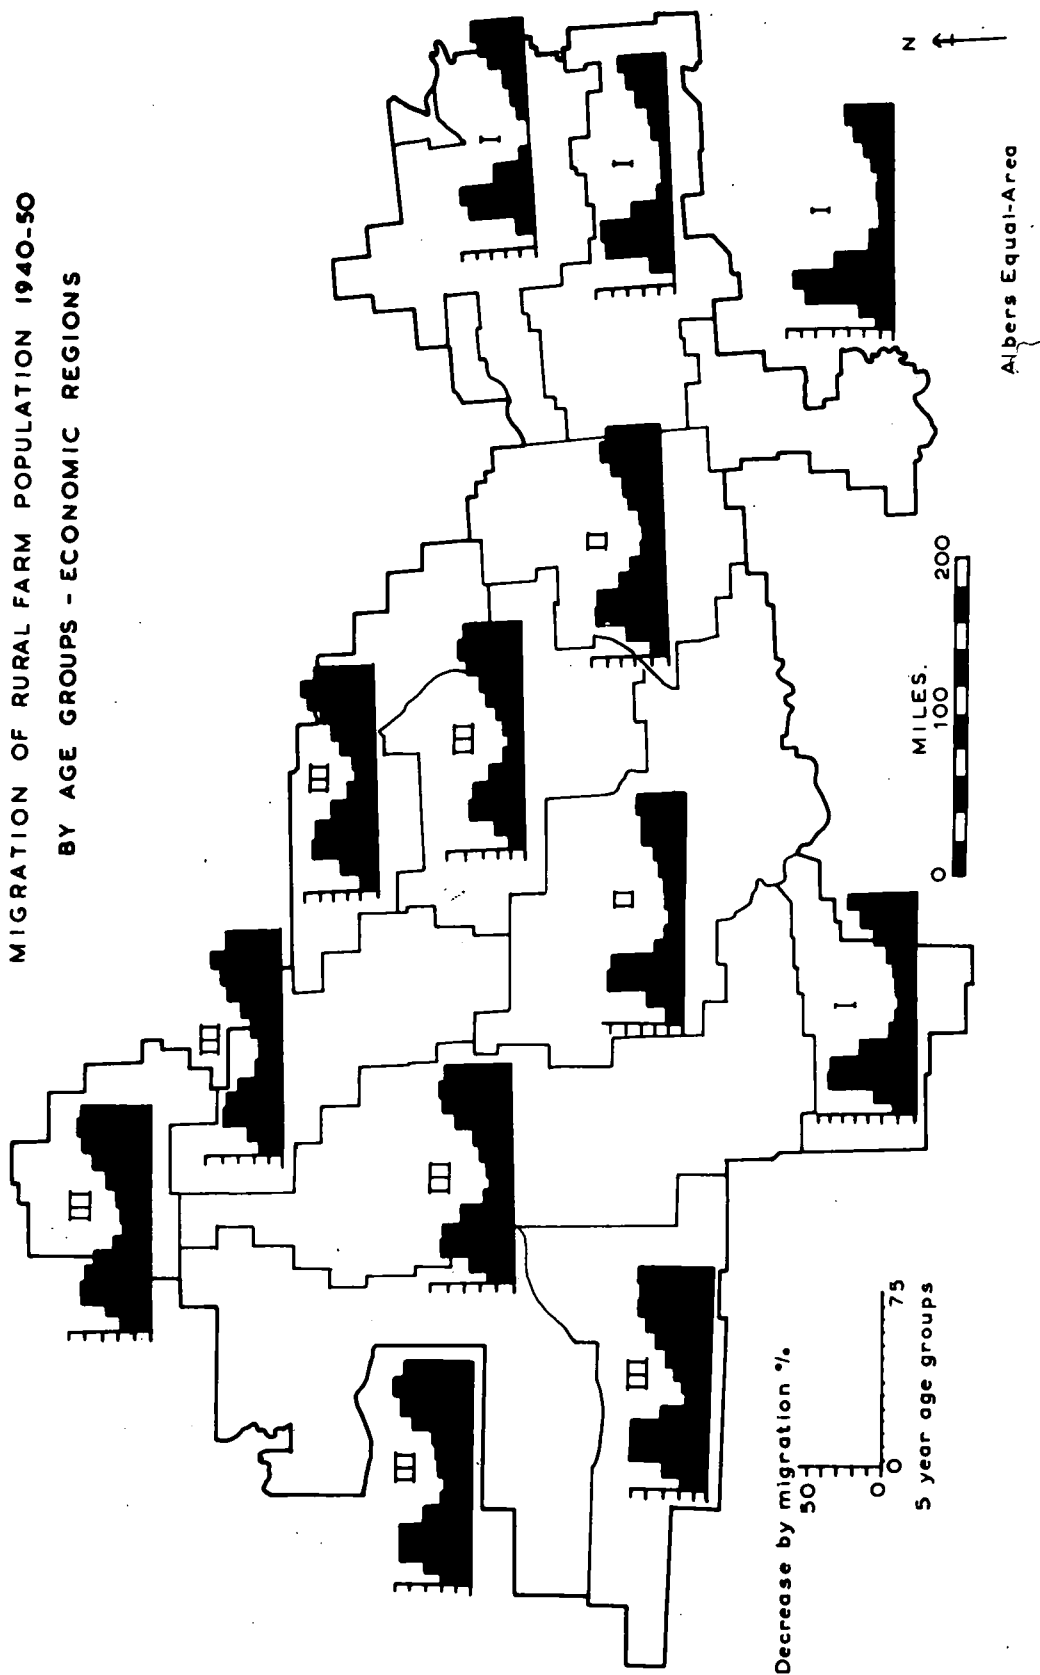 MIGRATION OF RURAL FARM POPULATION 1940-50
BY AGE GROUPS - ECONOMIC REGIONS
III
III
III
III
III
III
I
III
II
II
I
I
I
N
Decrease by migration %
50
0
0 75
5 year age groups
MILES.
0 100 200
Albers Equal-Area